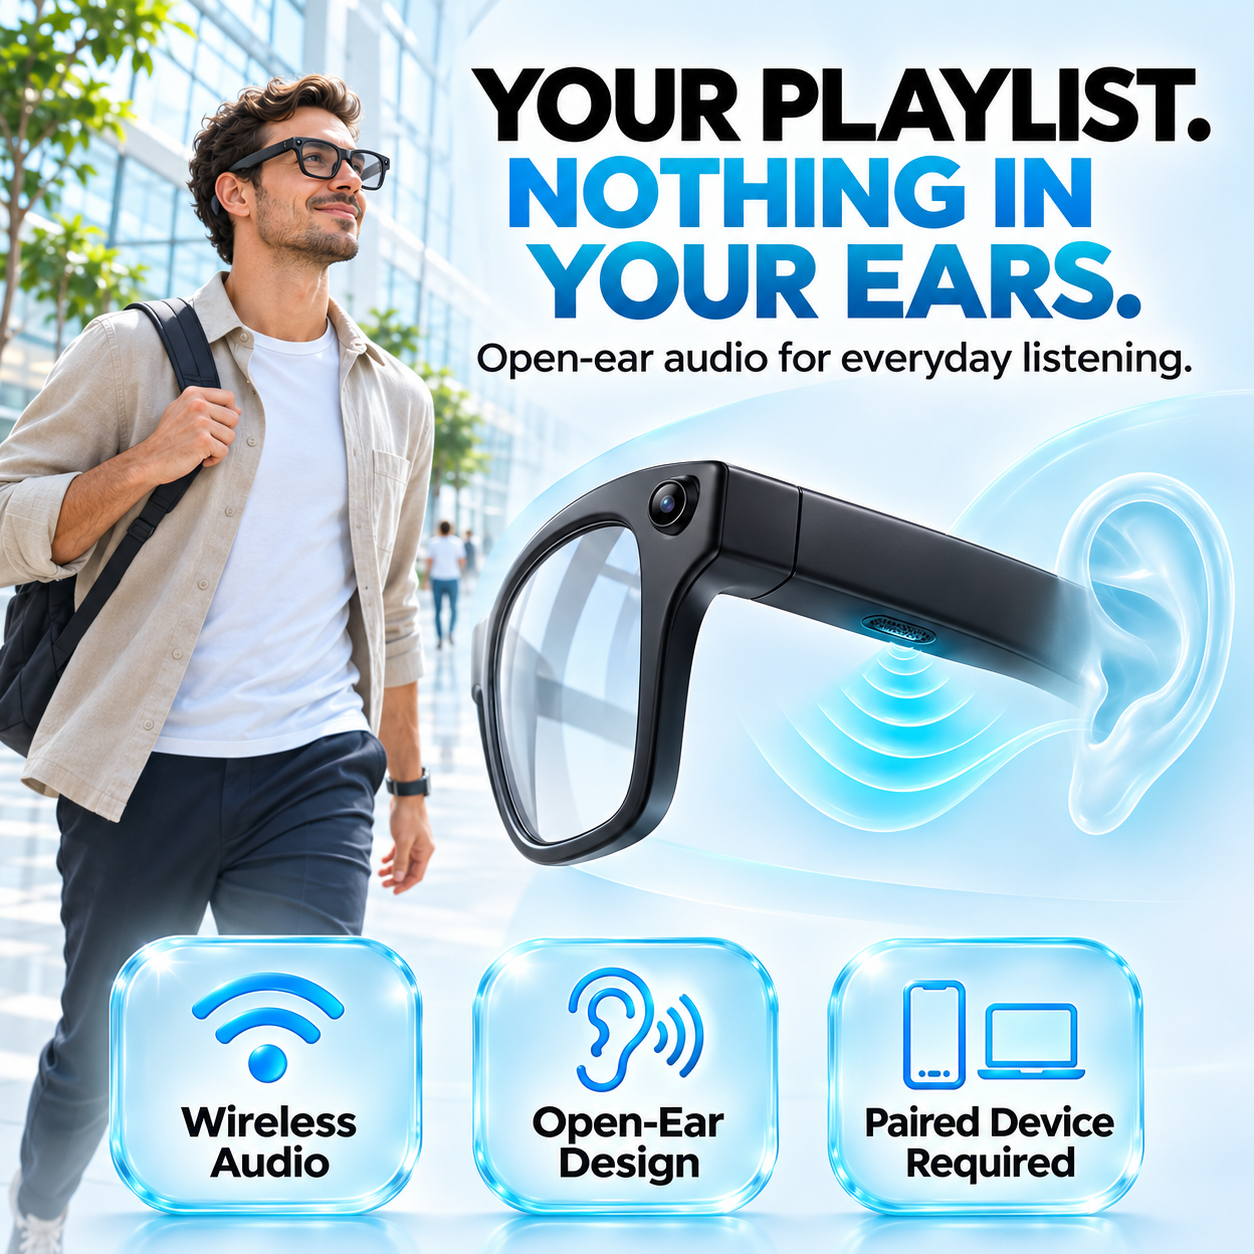 YOUR PLAYLIST.
NOTHING IN
YOUR EARS.
Open-ear audio for everyday listening.
Wireless
Audio
Open-Ear
Design
Paired Device
Required